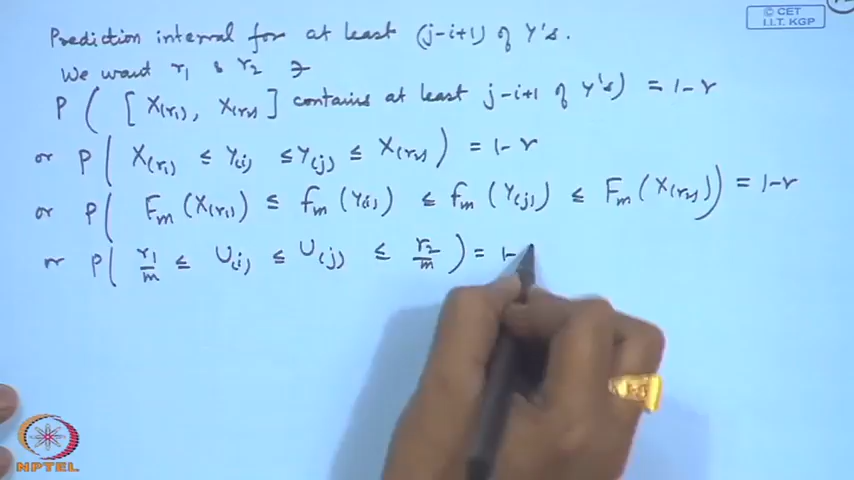 © CET
I.I.T. KGP
Prediction interval for at least (j-i+1) of Y's.
We want r1 & r2 ∋
P ( [ X(r1), X(r2) ] contains at least j-i+1 of Y's ) = 1-r
or P ( X(r1) ≤ Y(i) ≤ Y(j) ≤ X(r2) ) = 1-r
or P ( Fm (X(r1)) ≤ Fm (Y(i)) ≤ Fm (Y(j)) ≤ Fm (X(r2)) ) = 1-r
or P ( r1/m ≤ U(i) ≤ U(j) ≤ r2/m ) = 1-
NPTEL